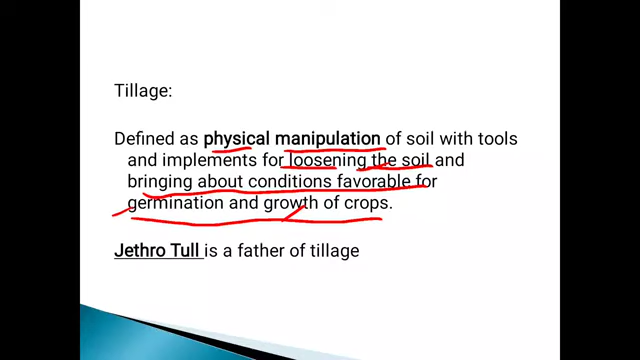 Tillage:
Defined as physical manipulation of soil with tools
and implements for loosening the soil and
bringing about conditions favorable for
germination and growth of crops.
Jethro Tull is a father of tillage